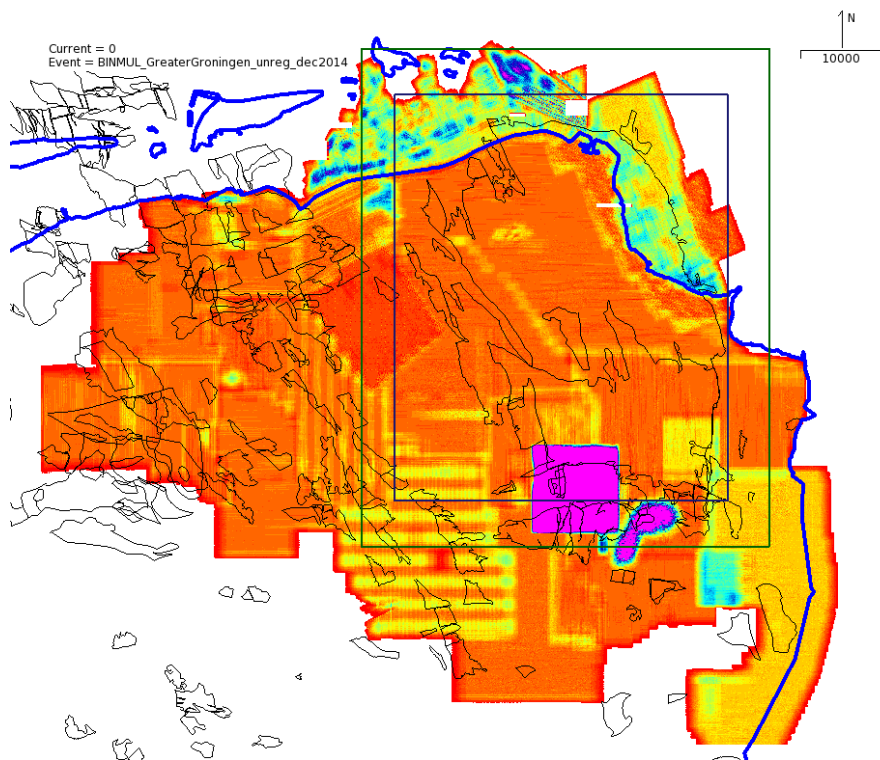 N
10000
Current = 0
Event = BINMUL_GreaterGroningen_unreg_dec2014